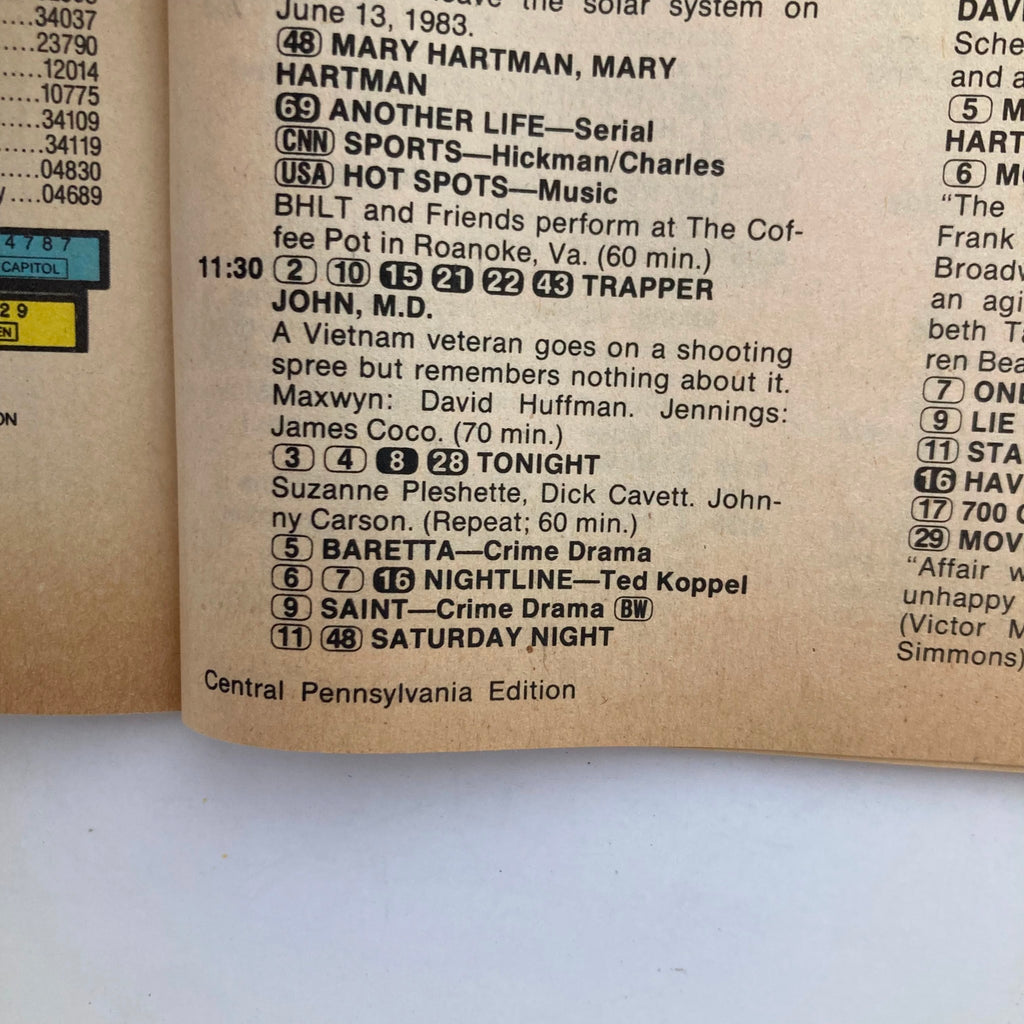 ....34037
....23790
.....12014
.....10775
.....34109
.....34119
......04830
....04689
4787
CAPITOL
29
the solar system on
June 13, 1983.
48 MARY HARTMAN, MARY
HARTMAN
69 ANOTHER LIFE—Serial
CNN SPORTS—Hickman/Charles
USA HOT SPOTS—Music
BHLT and Friends perform at The Cof-
fee Pot in Roanoke, Va. (60 min.)
11:30 2 10 15 21 22 43 TRAPPER
JOHN, M.D.
A Vietnam veteran goes on a shooting
spree but remembers nothing about it.
Maxwyn: David Huffman. Jennings:
James Coco. (70 min.)
3 4 8 28 TONIGHT
Suzanne Pleshette, Dick Cavett. John-
ny Carson. (Repeat; 60 min.)
5 BARETTA—Crime Drama
6 7 16 NIGHTLINE—Ted Koppel
9 SAINT—Crime Drama BW
11 48 SATURDAY NIGHT
Central Pennsylvania Edition
DAV
Sche
and a
5 M
HART
6 MO
"The
Frank
Broadw
an agi
beth Ta
ren Bea
7 ONE
9 LIE
11 STA
16 HAV
17 700
29 MOV
"Affair w
unhappy
(Victor M
Simmons)